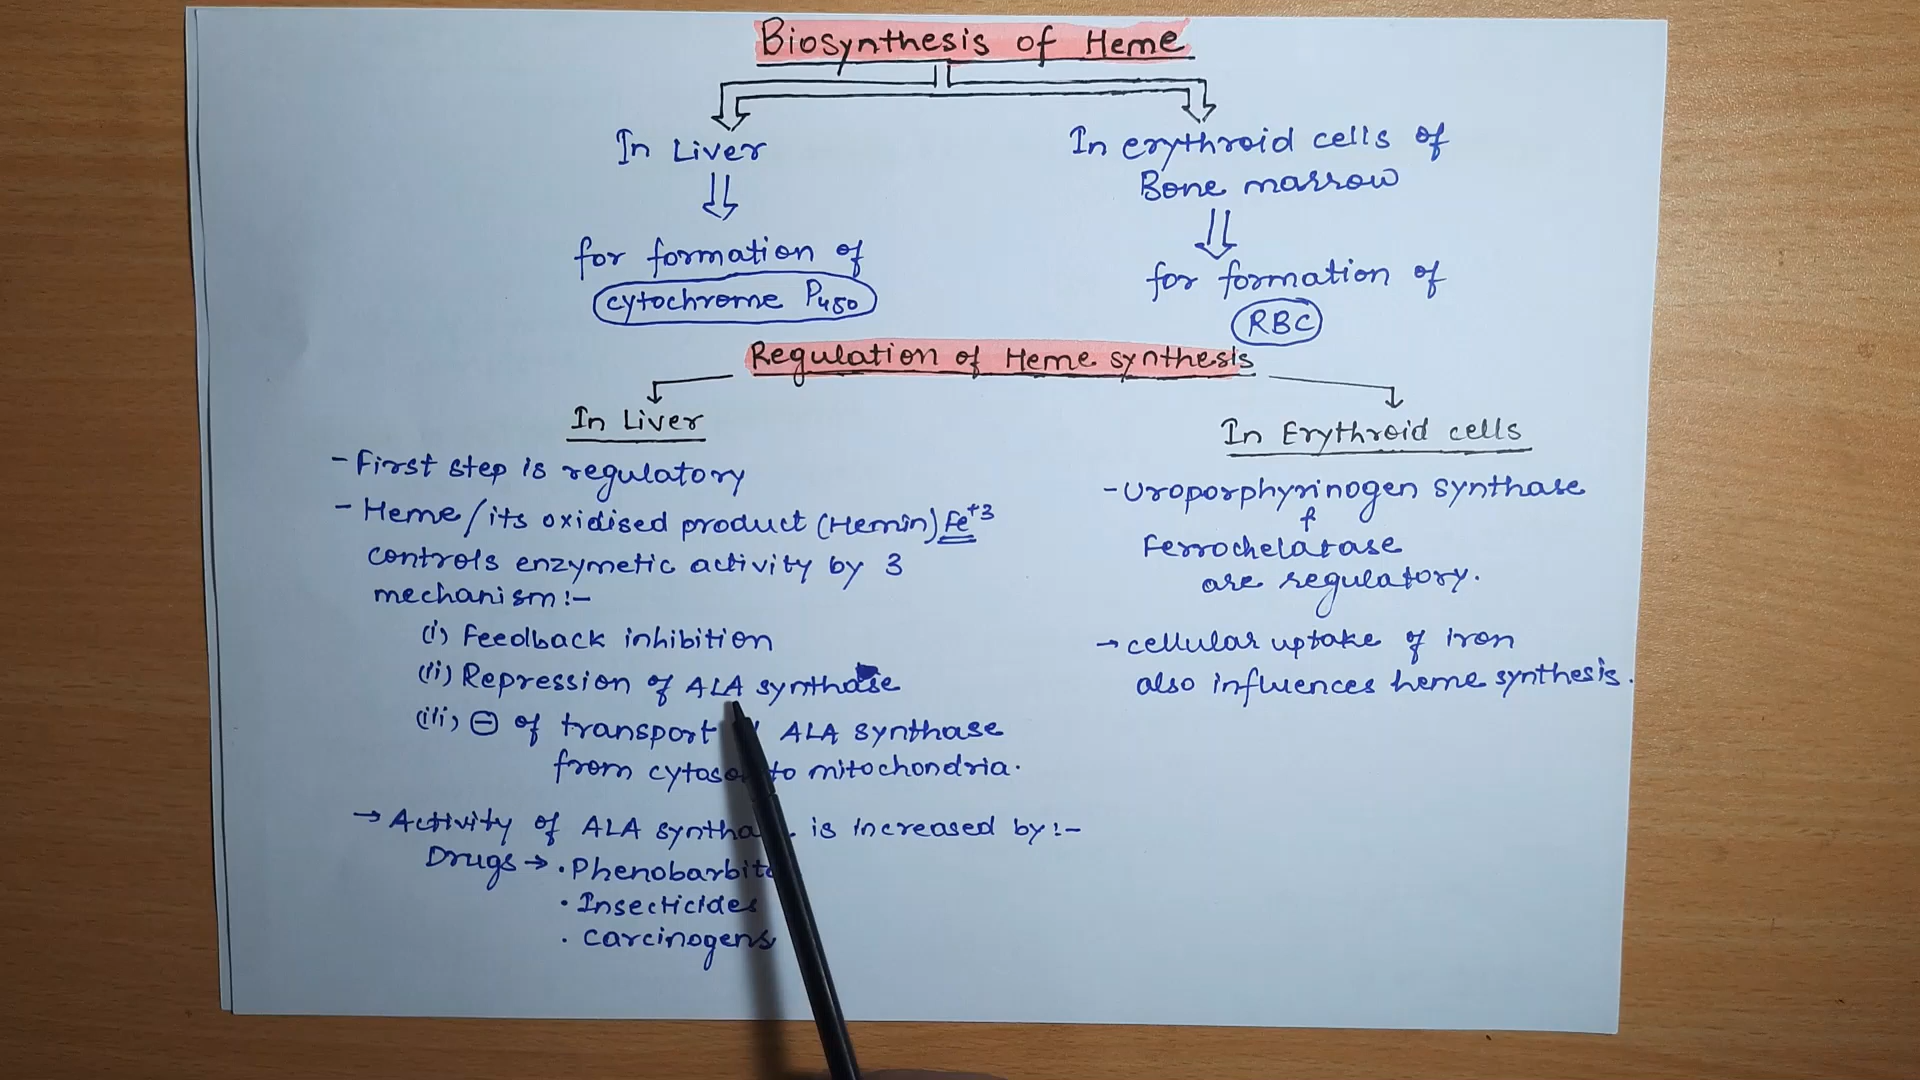 Biosynthesis of Heme
In Liver
for formation of
cytochrome P450
In erythroid cells of
Bone marrow
for formation of
RBC
Regulation of Heme synthesis
In Liver
- First step is regulatory
- Heme/its oxidised product (Hemin) Fe+3
controls enzymetic activity by 3
mechanism:-
(i) Feedback inhibition
(ii) Repression of ALA synthase
(iii) ⊖ of transport ALA synthase
from to mitochondria.
→ Activity of ALA is increased by:-
Drugs → .
• Insecticides
• Carcinogens
In Erythroid cells
- Uroporphyrinogen synthase
&
Ferrochelatase
are regulatory.
→ cellular uptake of iron
also influences heme synthesis.